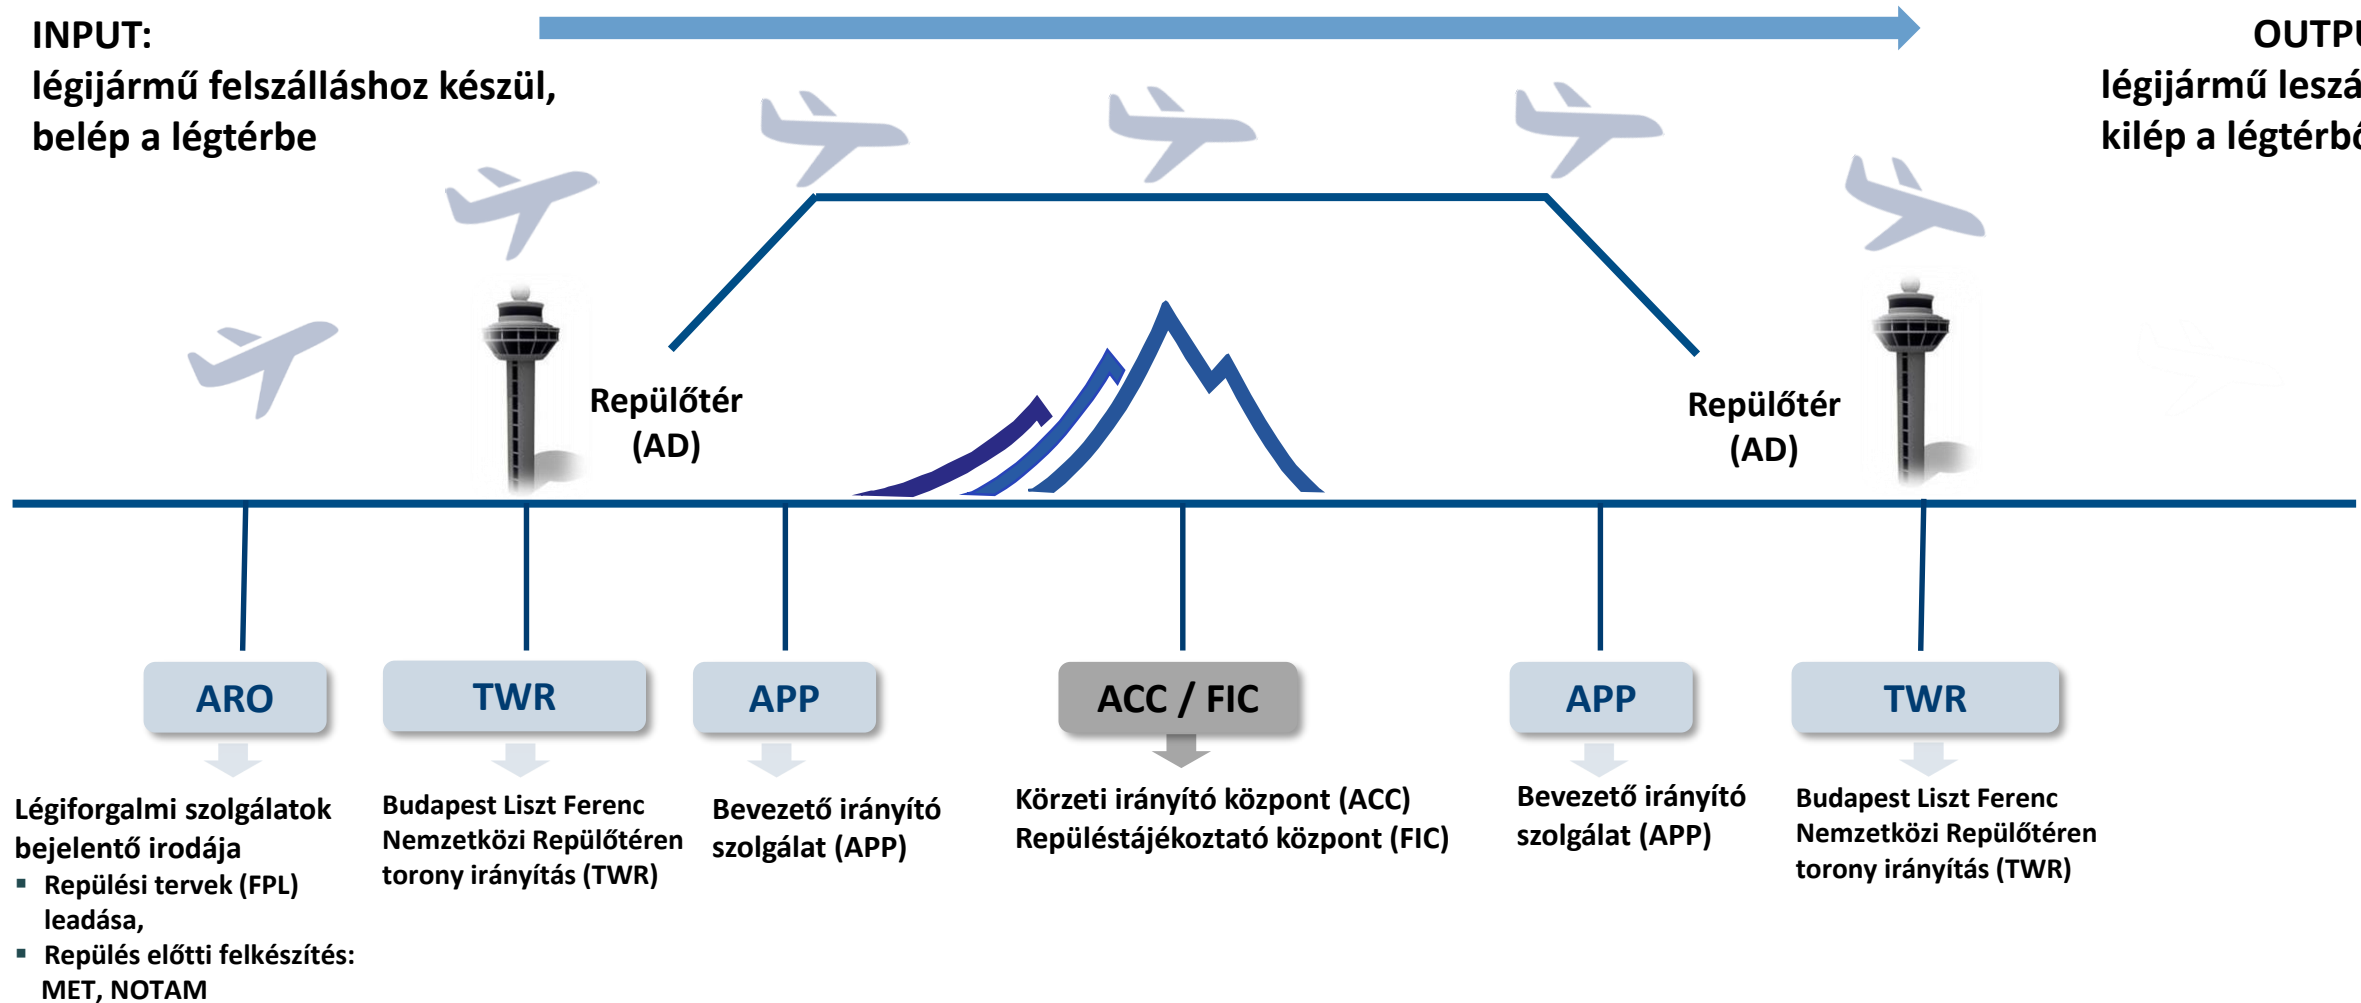 INPUT:
légijármű felszálláshoz készül,
belép a légtérbe
légijármű
kilép a
Repülőtér
(AD)
Repülőtér
(AD)
ARO
TWR
APP
ACC / FIC
APP
TWR
Légiforgalmi szolgálatok
bejelentő irodája
▪ Repülési tervek (FPL)
leadása,
▪ Repülés előtti felkészítés:
MET, NOTAM
Budapest Liszt Ferenc
Nemzetközi Repülőtéren
torony irányítás (TWR)
Bevezető irányító
szolgálat (APP)
Körzeti irányító központ (ACC)
Repüléstájékoztató központ (FIC)
Bevezető irányító
szolgálat (APP)
Budapest Liszt Ferenc
Nemzetközi Repülőtéren
torony irányítás (TWR)